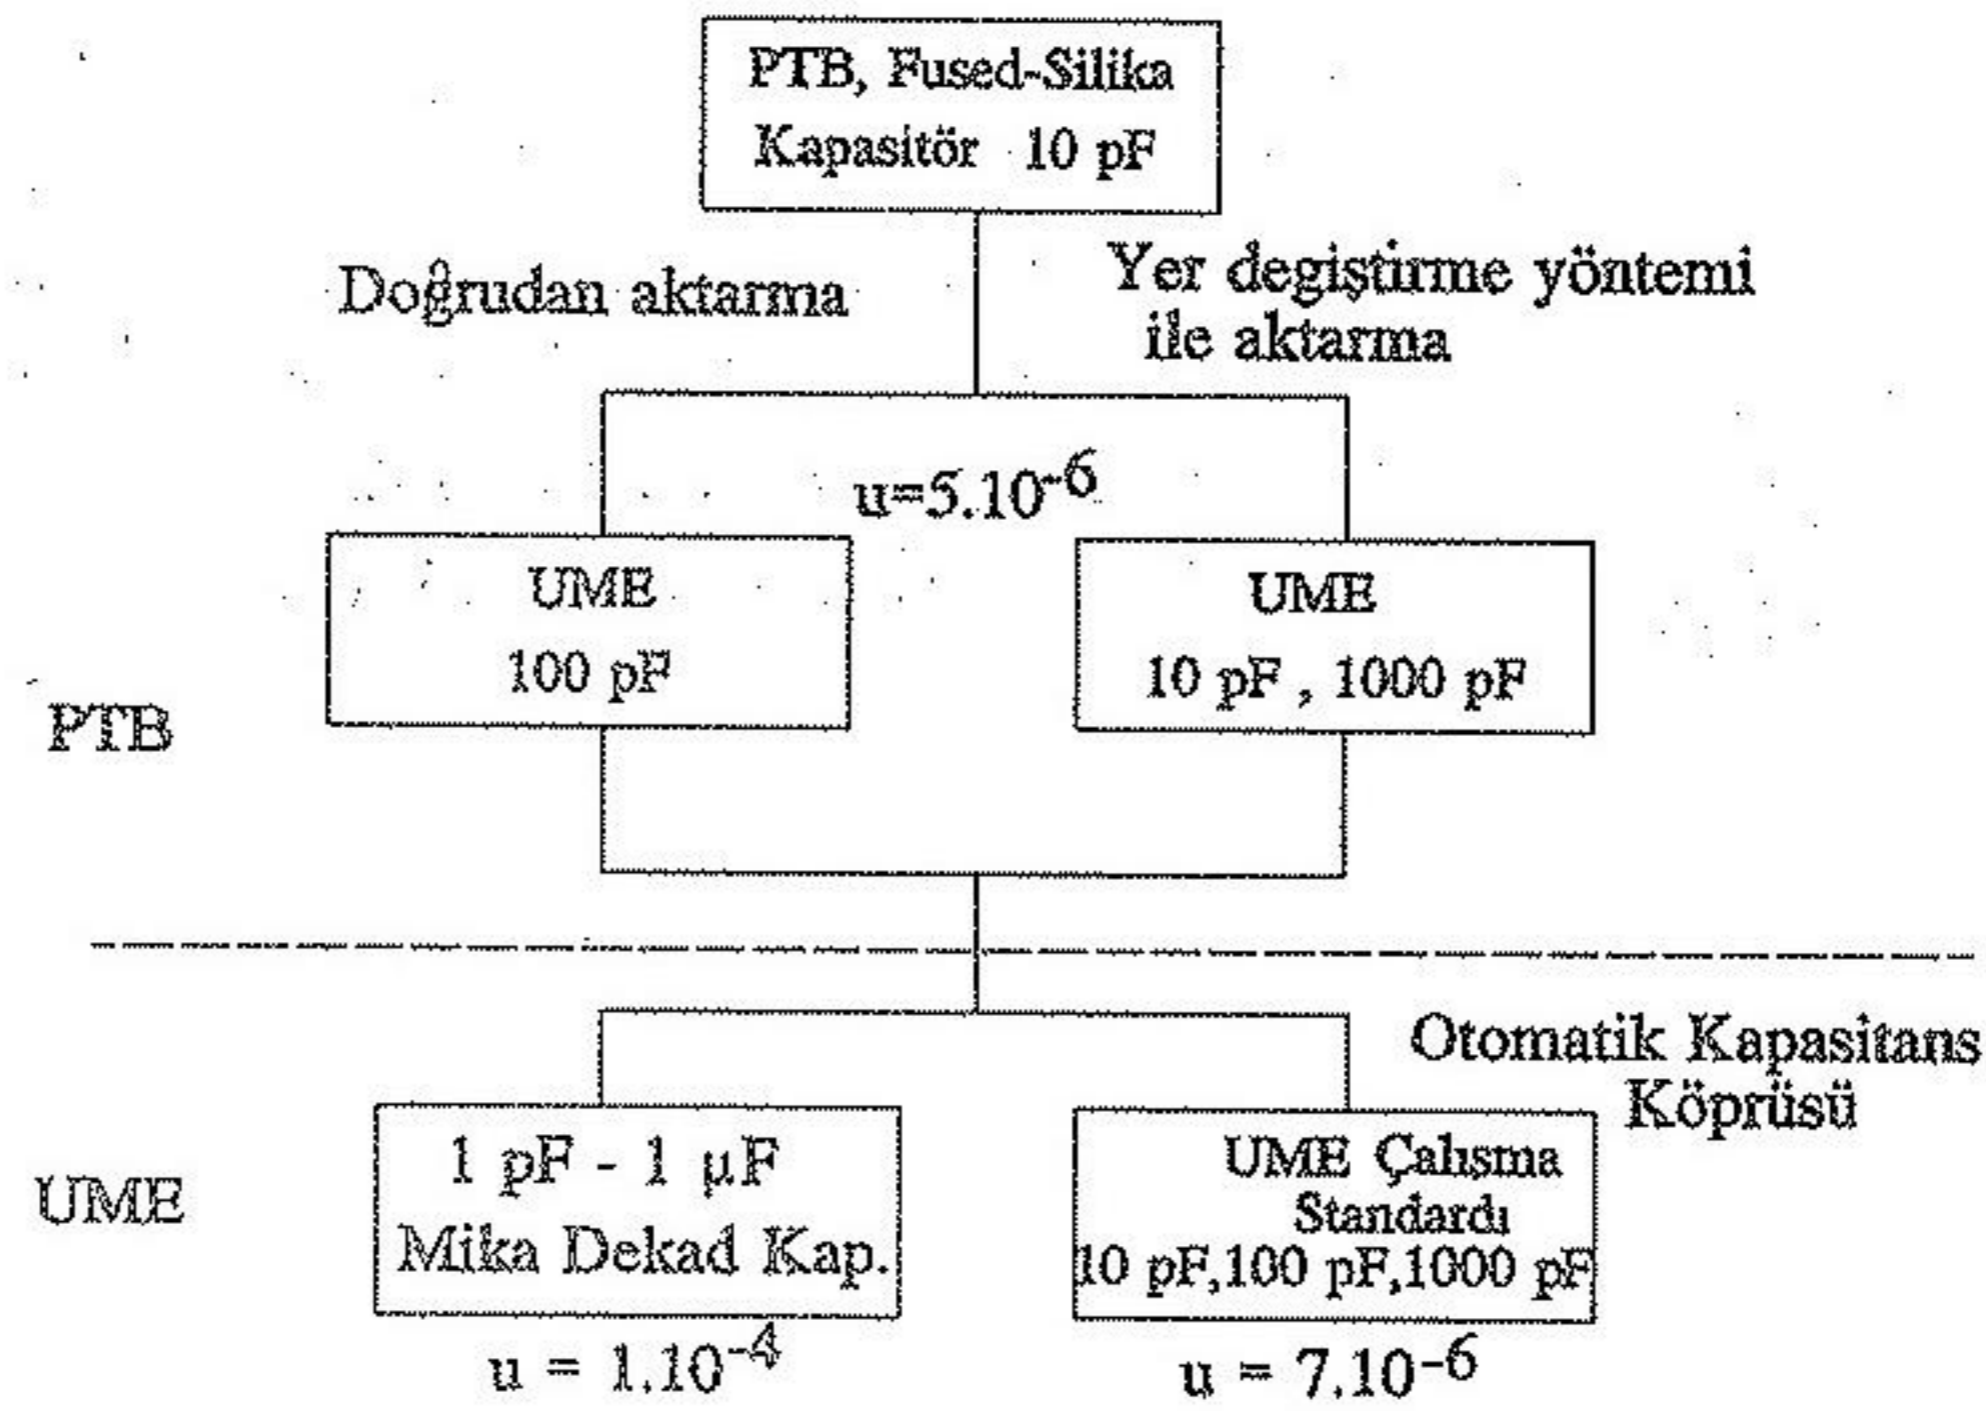 PTB, Fused-Silika
Kapasitör 10 pF
Doğrudan aktarma
Yer degiştirme yöntemi
ile aktarma
u=5.10⁻⁶
UME
100 pF
UME
10 pF , 1000 pF
PTB
Otomatik Kapasitans
Köprüsü
UME
1 pF - 1 µF
Mika Dekad Kap.
UME Çalışma
Standardı
10 pF,100 pF,1000 pF
u = 1.10⁻⁴
u = 7.10⁻⁶